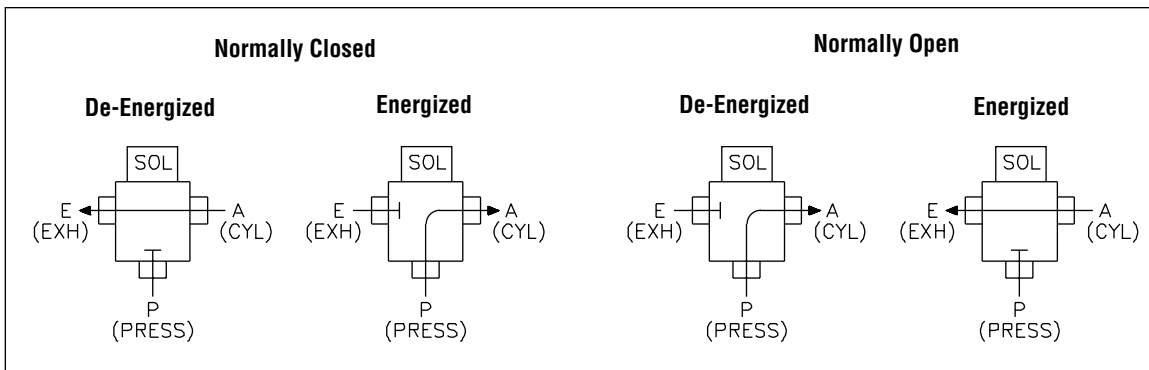 Normally Closed
Normally Open
De-Energized
Energized
De-Energized
Energized
SOL
SOL
SOL
SOL
E
A
E
A
E
A
E
A
(EXH)
(CYL)
(EXH)
(CYL)
(EXH)
(CYL)
(EXH)
(CYL)
P
P
P
P
(PRESS)
(PRESS)
(PRESS)
(PRESS)